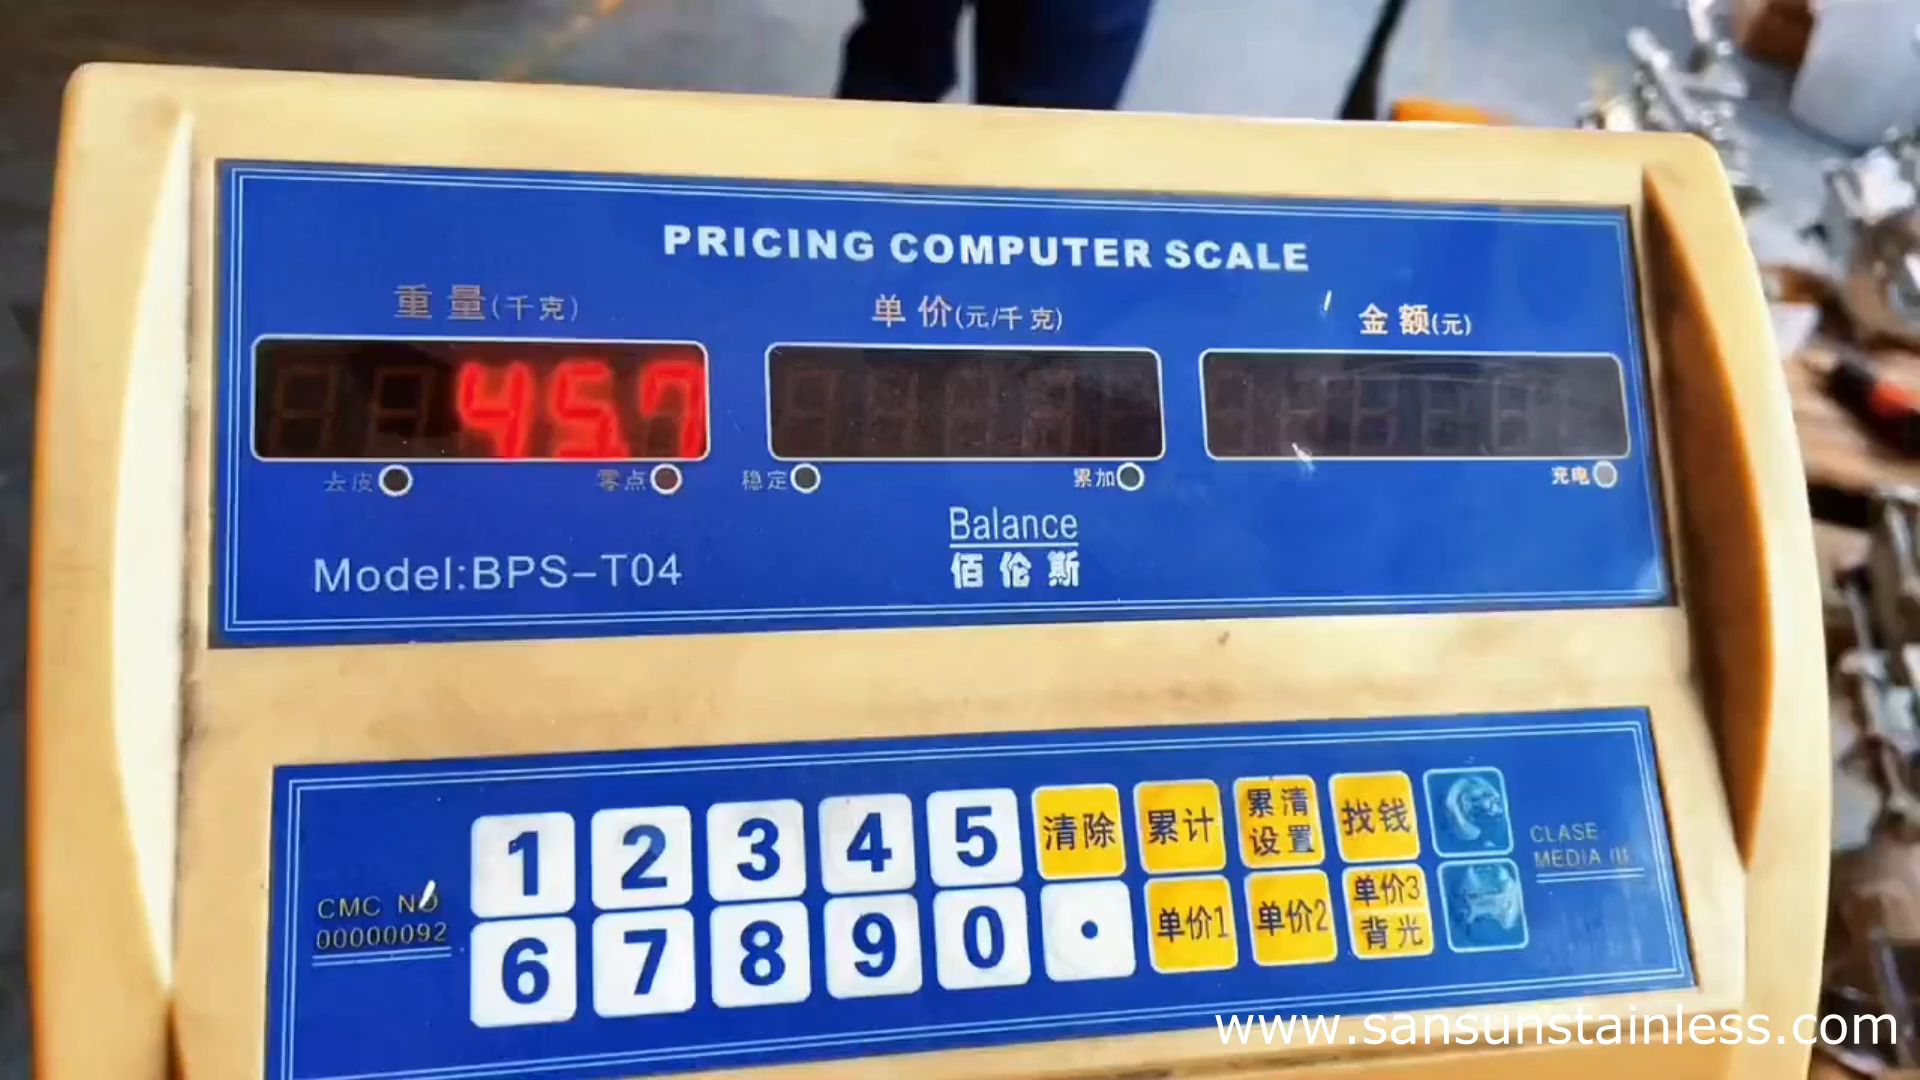 PRICING COMPUTER SCALE
重量(千克)
单价(元/千克)
金额(元)
45.7
去皮
零点
稳定
累加
充电
Balance
佰伦斯
Model:BPS-T04
1 2 3 4 5 清除 累计 累清设置 找钱
6 7 8 9 0 · 单价1 单价2 单价3背光
CMC NO
00000092
CLASE
MEDIA III
www.sansunstainless.com